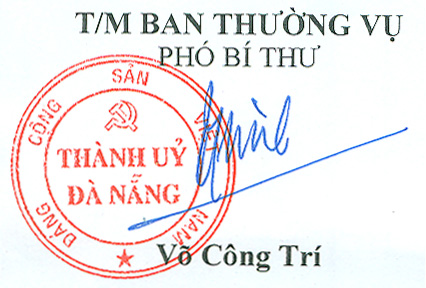 T/M BAN THƯỜNG VỤ
PHÓ BÍ THƯ
ĐẢNG CỘNG SẢN VIỆT NAM
THÀNH UỶ
ĐÀ NẴNG
Võ Công Trí